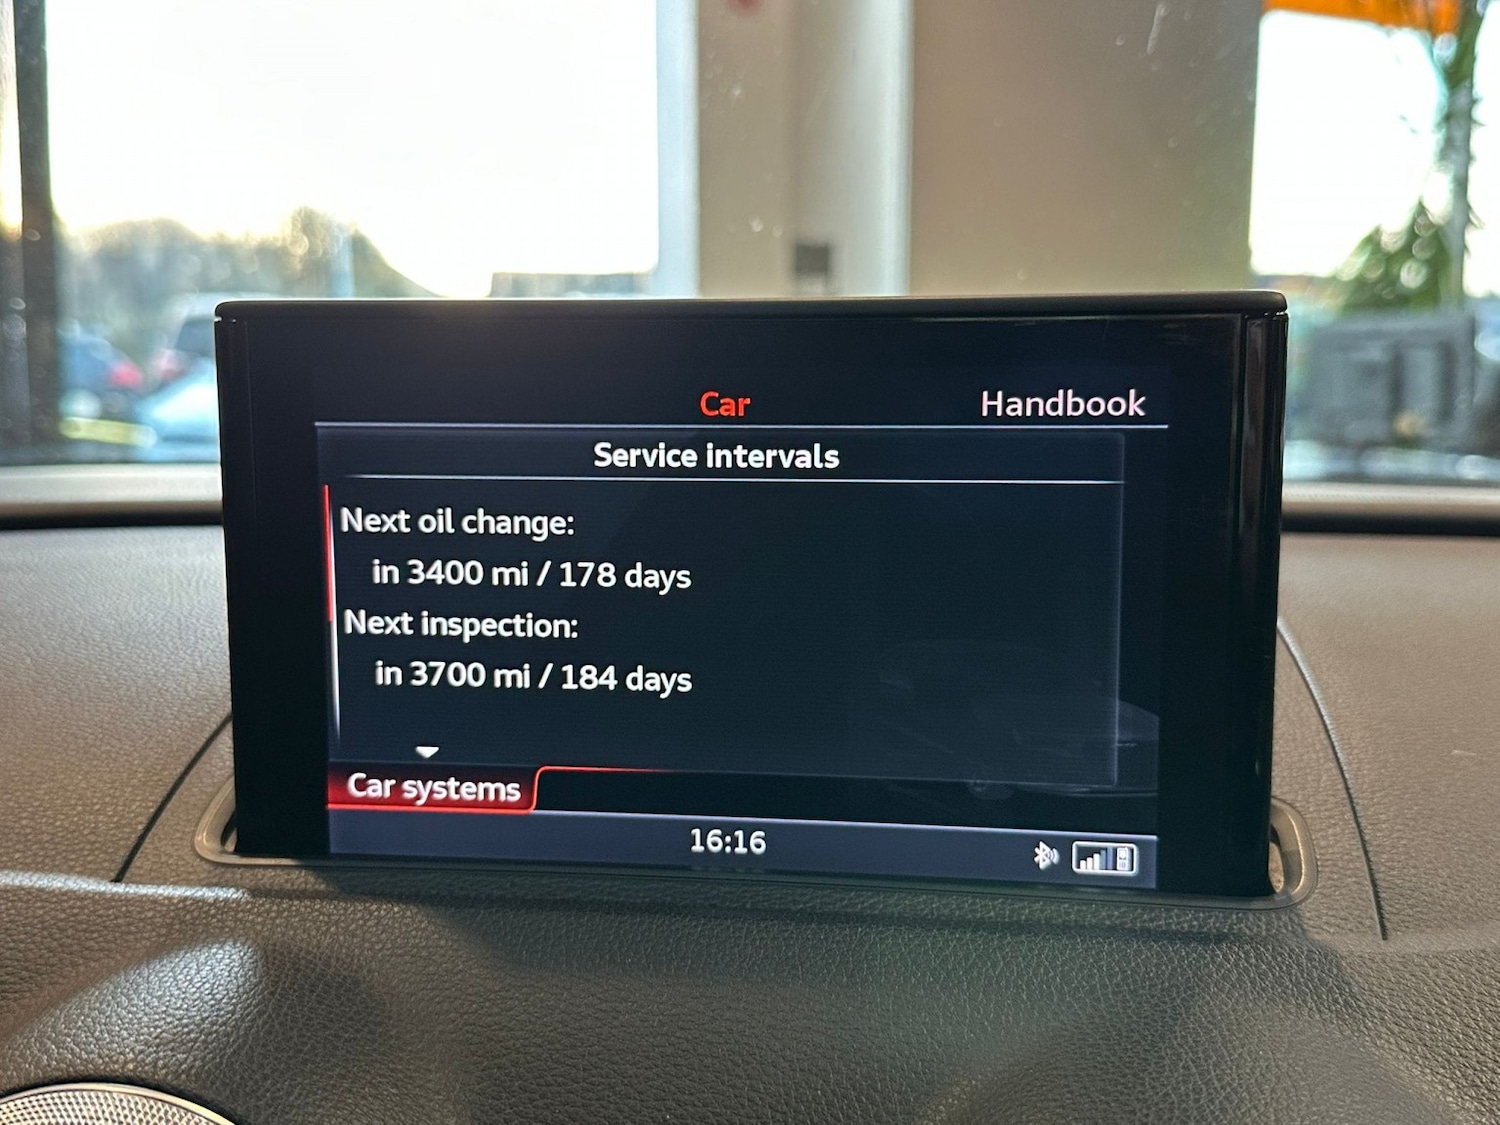 Car
Handbook
Service intervals
Next oil change:
in 3400 mi / 178 days
Next inspection:
in 3700 mi / 184 days
Car systems
16:16